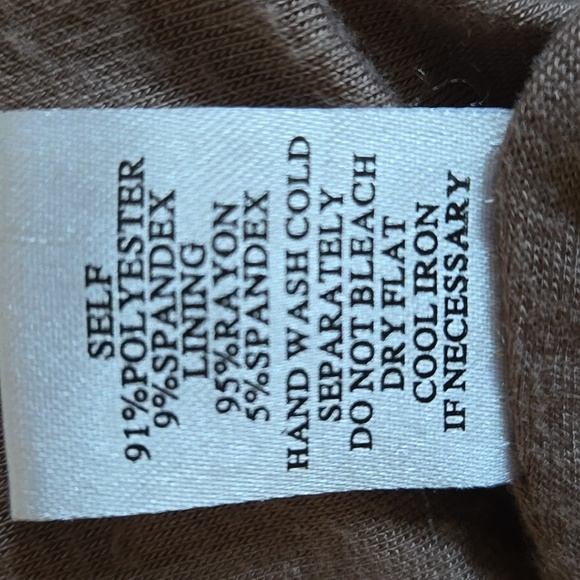 SELF
91%POLYESTER
9%SPANDEX
LINING
95%RAYON
5%SPANDEX
HAND WASH COLD
SEPARATELY
DO NOT BLEACH
DRY FLAT
COOL IRON
IF NECESSARY